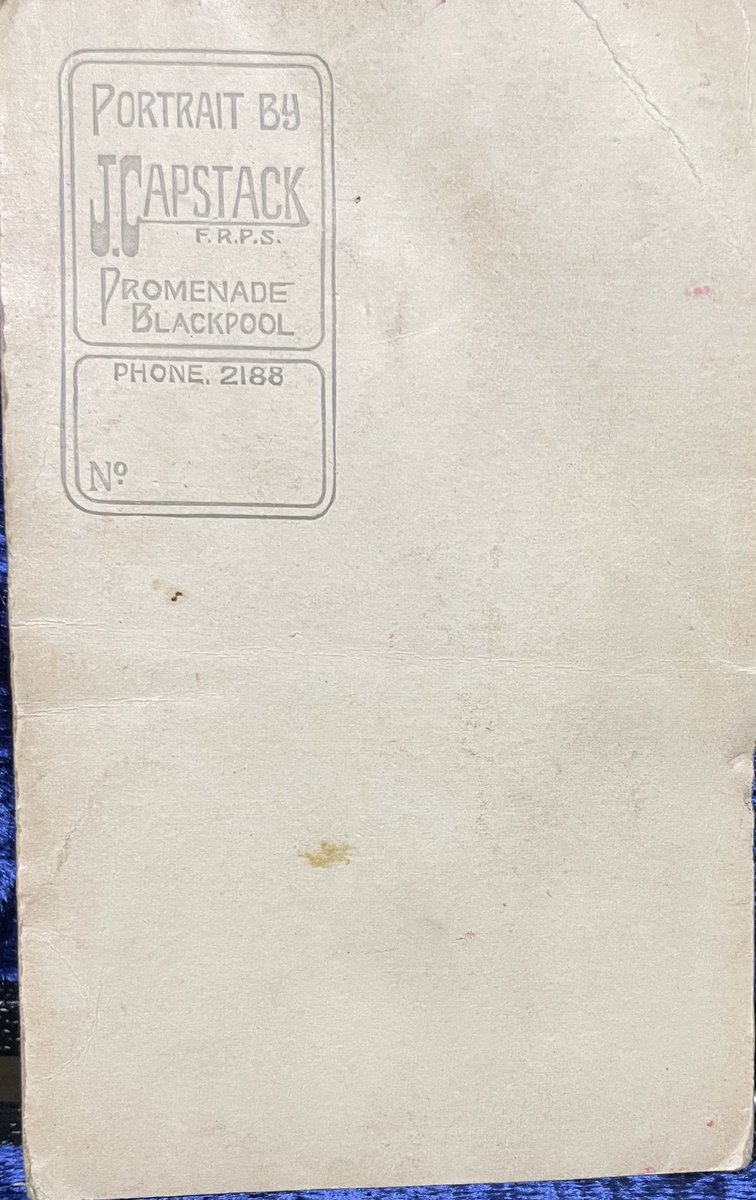 PORTRAIT BY
J. CAPSTACK
F.R.P.S.
PROMENADE
BLACKPOOL
PHONE. 2188
Nº